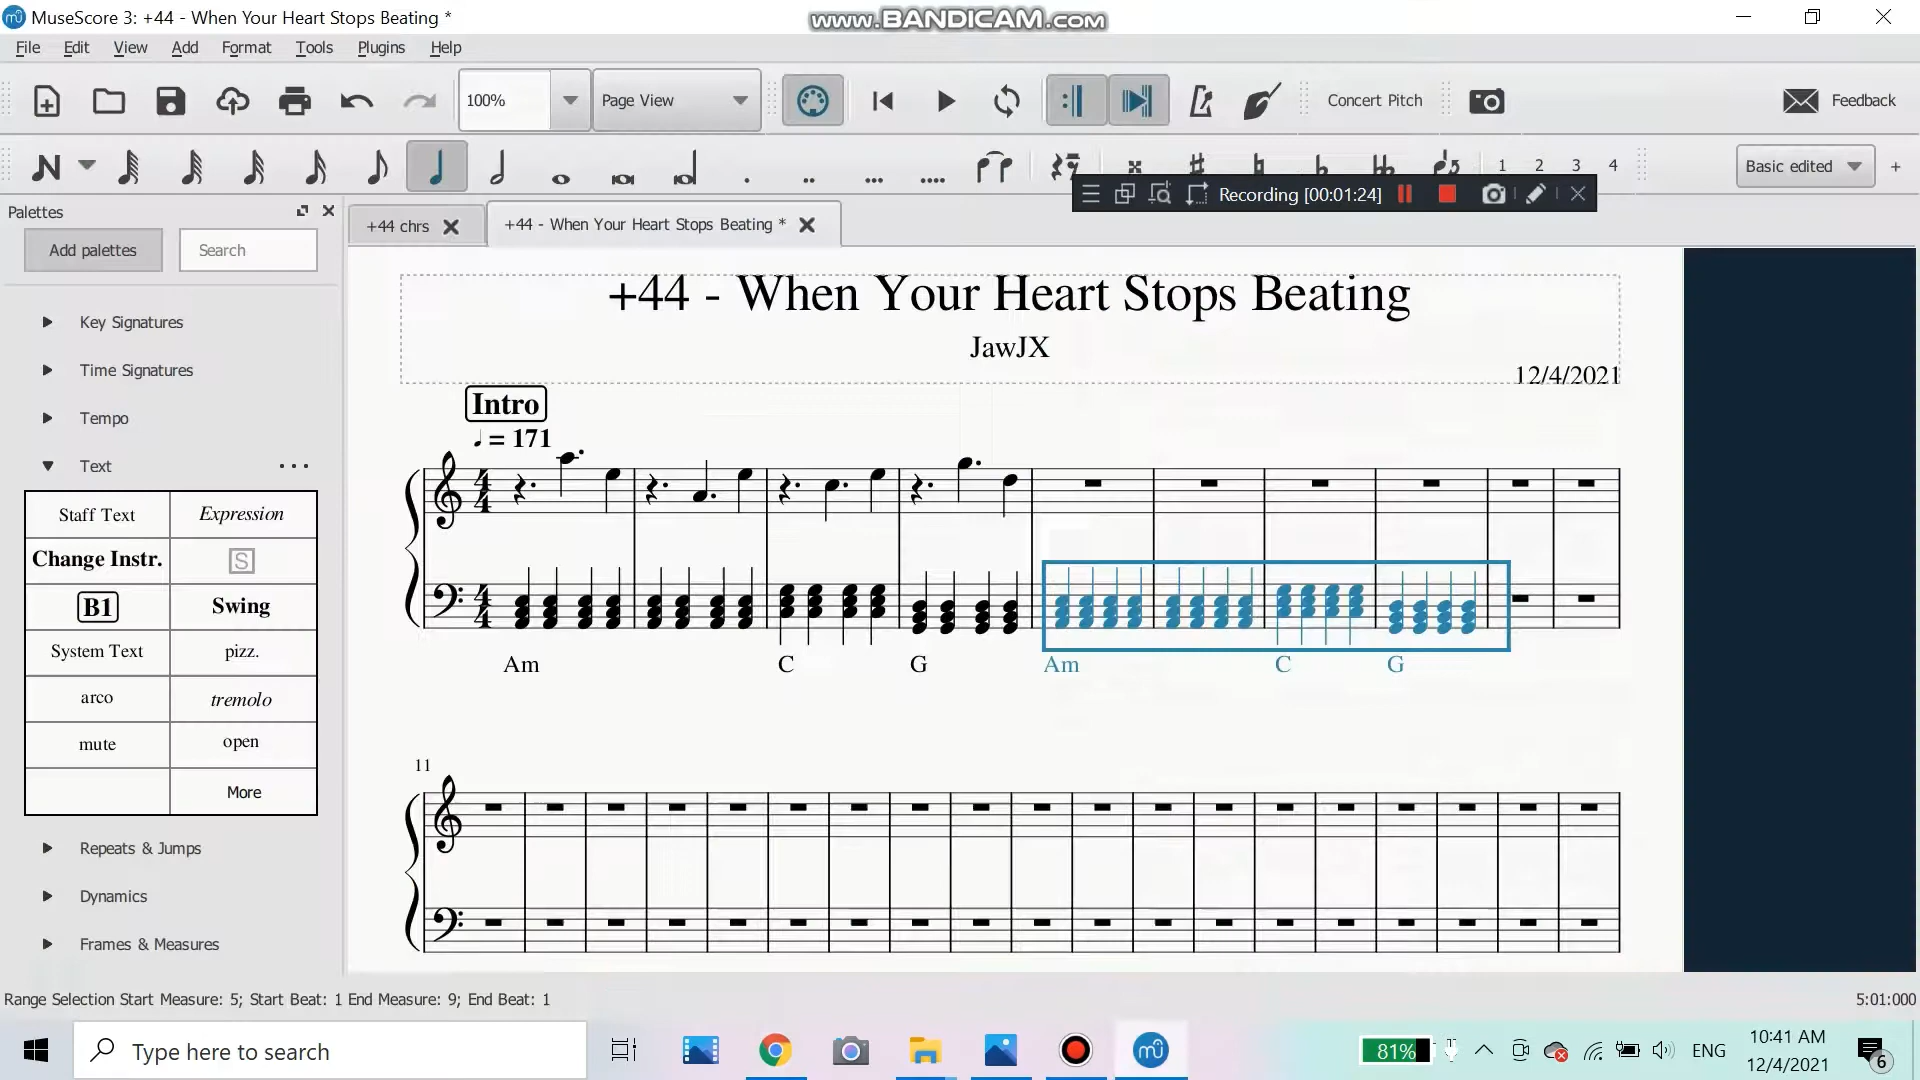 MuseScore 3: +44 - When Your Heart Stops Beating *
www.BANDICAM.com
File Edit View Add Format Tools Plugins Help
100% Page View Concert Pitch Feedback
1 2 3 4 Basic edited +
Recording [00:01:24]
Palettes
+44 chrs
+44 - When Your Heart Stops Beating *
Add palettes
Search
Key Signatures
Time Signatures
Tempo
Text
Staff Text Expression
Change Instr. S
B1 Swing
System Text pizz.
arco tremolo
mute open
More
Repeats & Jumps
Dynamics
Frames & Measures
+44 - When Your Heart Stops Beating
JawJX
12/4/2021
Intro
♩ = 171
Am C G Am C G
11
Range Selection Start Measure: 5; Start Beat: 1 End Measure: 9; End Beat: 1
5:01:000
Type here to search
81%
ENG
10:41 AM
12/4/2021
6